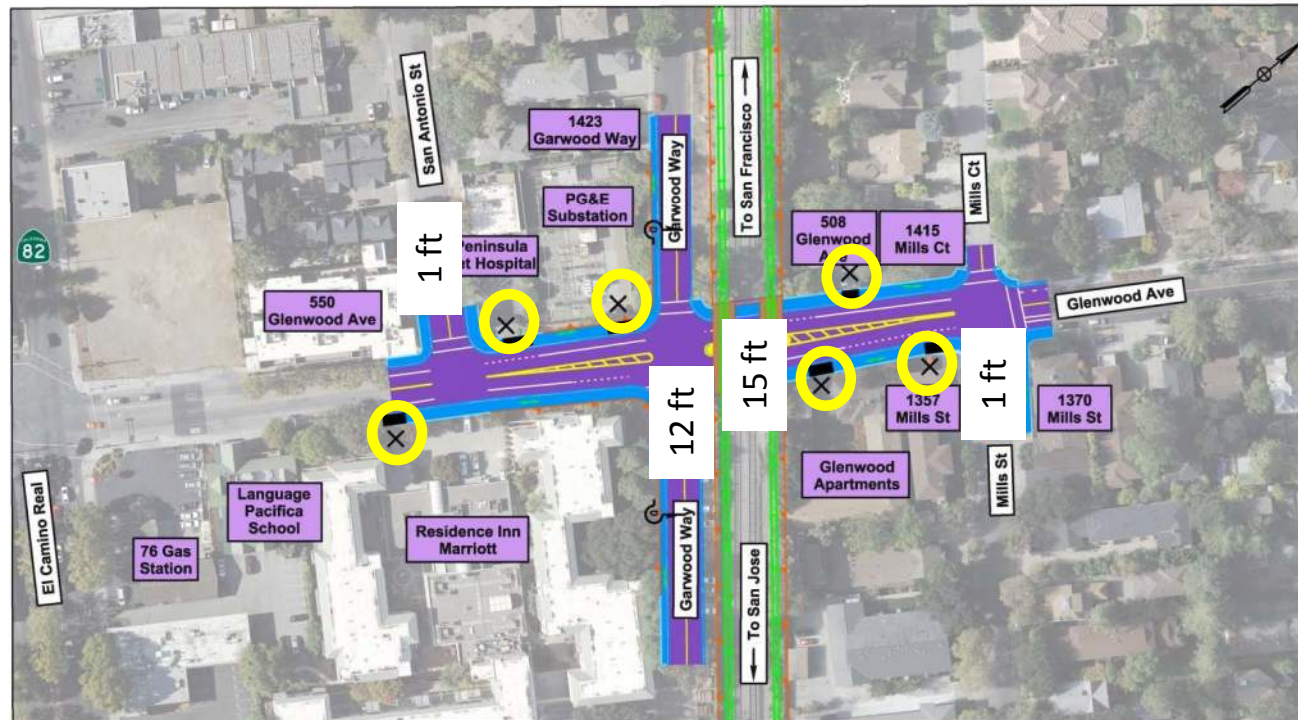 San Antonio St
1423
Garwood Way
Garwood Way
To San Francisco
Mills Ct
PG&E
Substation
508
Glenwood
1415
Mills Ct
82
1 ft
Peninsula
et Hospital
550
Glenwood Ave
Glenwood Ave
15 ft
12 ft
1 ft
1357
Mills St
1370
Mills St
Mills St
Glenwood
Apartments
El Camino Real
Language
Pacifica
School
76 Gas
Station
Residence Inn
Marriott
Garwood Way
To San Jose